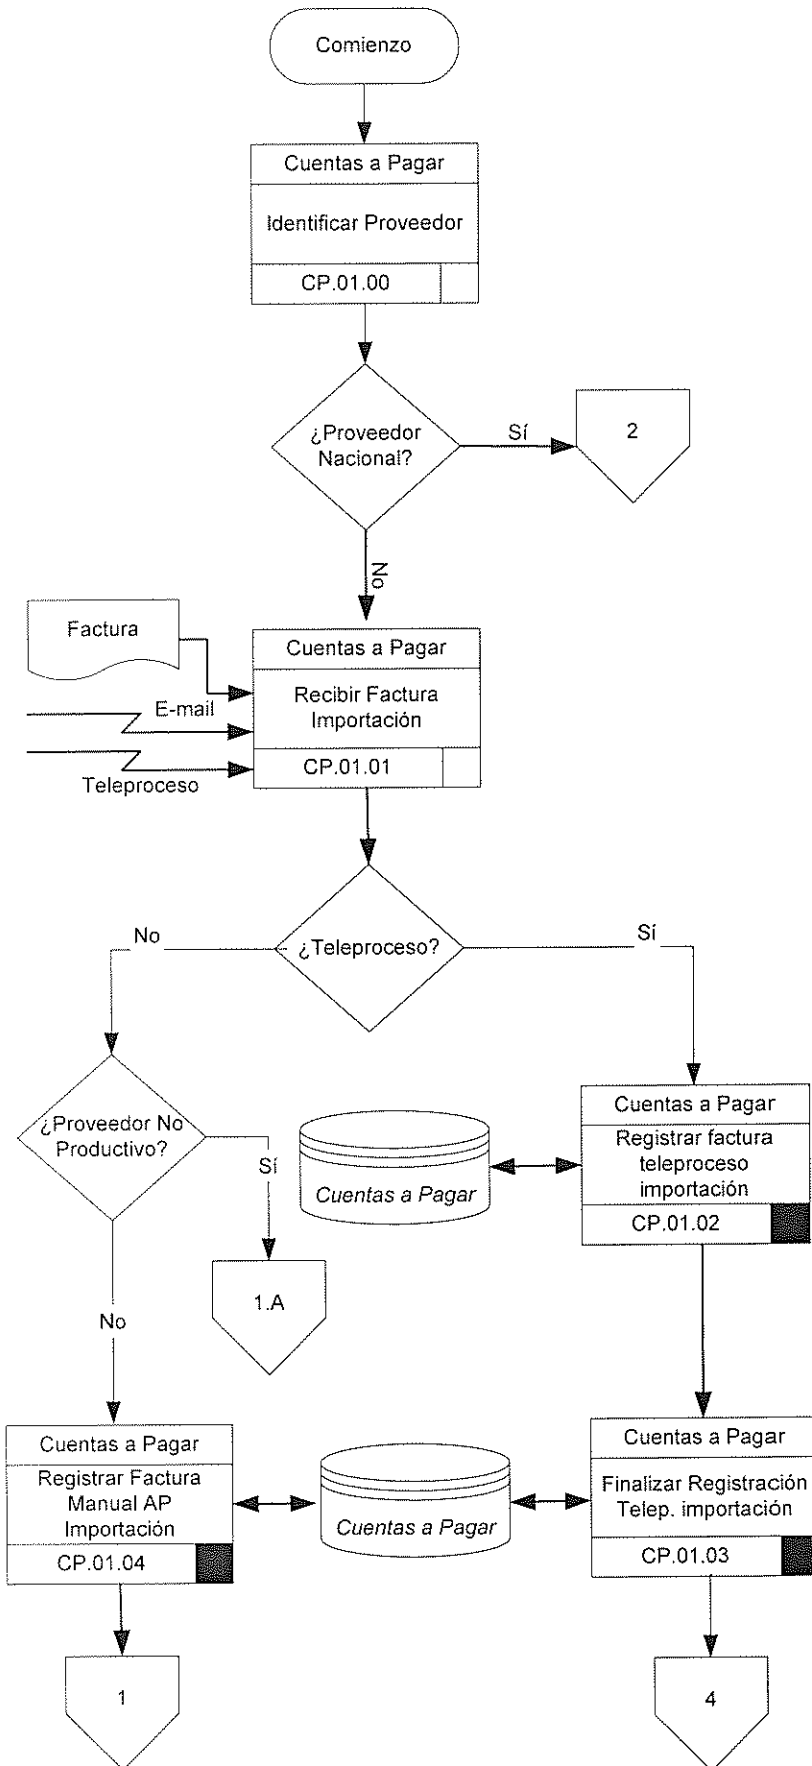 Comienzo
Cuentas a Pagar
Identificar Proveedor
CP.01.00
¿Proveedor
Nacional?
Sí
2
No
Factura
E-mail
Teleproceso
Cuentas a Pagar
Recibir Factura
Importación
CP.01.01
¿Teleproceso?
No
Sí
¿Proveedor No
Productivo?
Sí
1.A
No
Cuentas a Pagar
Cuentas a Pagar
Registrar factura
teleproceso
importación
CP.01.02
Cuentas a Pagar
Registrar Factura
Manual AP
Importación
CP.01.04
Cuentas a Pagar
Cuentas a Pagar
Finalizar Registración
Telep. importación
CP.01.03
1
4